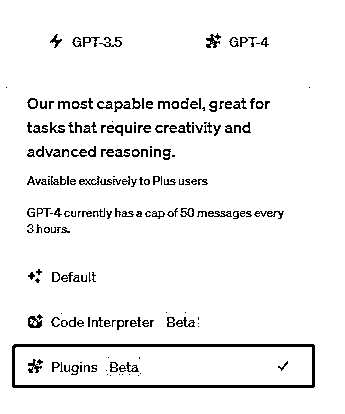 GPT-3.5 GPT-4
Our most capable model, great for
tasks that require creativity and
advanced reasoning.
Available exclusively to Plus users
GPT-4 currently has a cap of 50 messages every
3 hours.
Default
Code Interpreter Beta
Plugins Beta